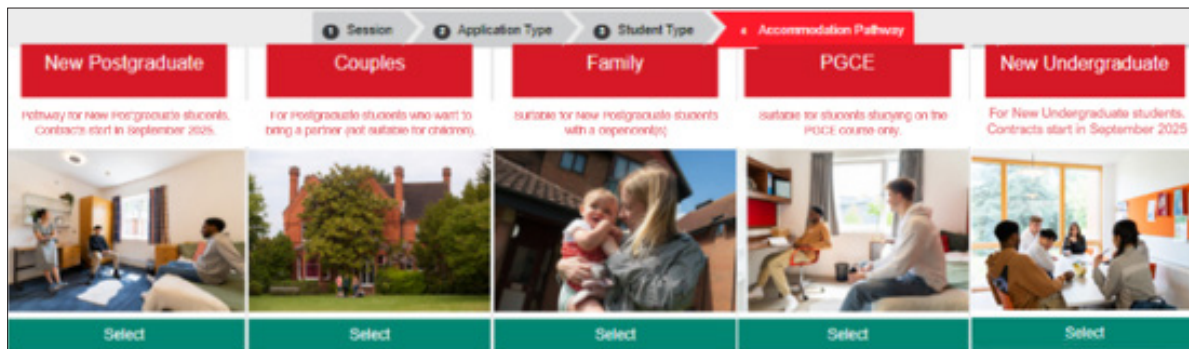 1 Session 2 Application Type 3 Student Type 4 Accommodation Pathway
New Postgraduate
Pathway for New Postgraduate students.
Contracts start in September 2025.
Select
Couples
For Postgraduate students who want to
bring a partner (not suitable for children).
Select
Family
Suitable for New Postgraduate students
with a dependent(s)
Select
PGCE
Suitable for students studying on the
PGCE course only.
Select
New Undergraduate
For New Undergraduate students.
Contracts start in September 2025
Select